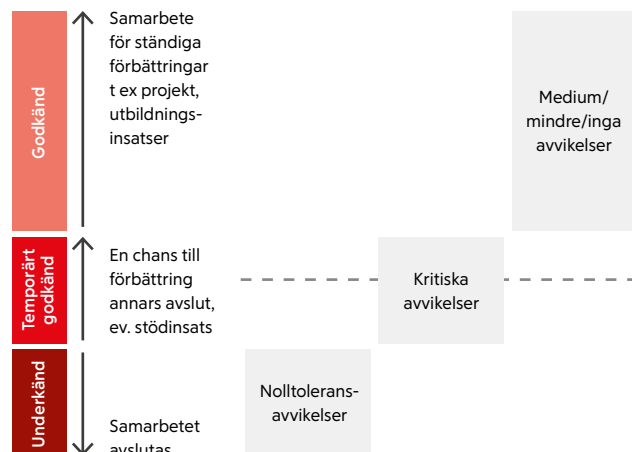 Godkänd
Samarbete
för ständiga
förbättringar
t ex projekt,
utbildnings-
insatser
Medium/
mindre/inga
avvikelser
Temporärt
godkänd
En chans till
förbättring
annars avslut,
ev. stödinsats
Kritiska
avvikelser
Underkänd
Samarbetet
avslutas
Nolltolerans-
avvikelser